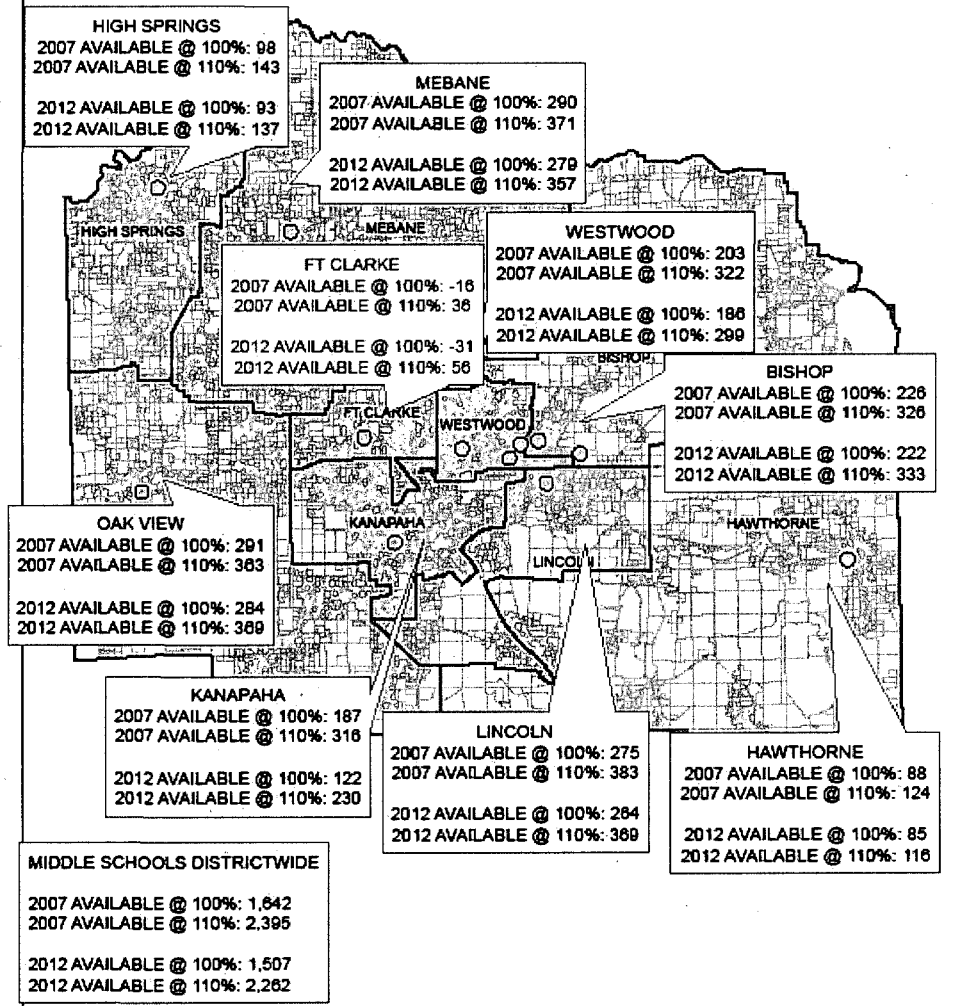 HIGH SPRINGS
2007 AVAILABLE @ 100%: 98
2007 AVAILABLE @ 110%: 143
2012 AVAILABLE @ 100%: 93
2012 AVAILABLE @ 110%: 137
MEBANE
2007 AVAILABLE @ 100%: 290
2007 AVAILABLE @ 110%: 371
2012 AVAILABLE @ 100%: 279
2012 AVAILABLE @ 110%: 357
HIGH SPRINGS
MEBANE
WESTWOOD
2007 AVAILABLE @ 100%: 203
2007 AVAILABLE @ 110%: 322
2012 AVAILABLE @ 100%: 186
2012 AVAILABLE @ 110%: 299
FT CLARKE
2007 AVAILABLE @ 100%: -16
2007 AVAILABLE @ 110%: 36
2012 AVAILABLE @ 100%: -31
2012 AVAILABLE @ 110%: 56
BISHOP
BISHOP
2007 AVAILABLE @ 100%: 226
2007 AVAILABLE @ 110%: 326
2012 AVAILABLE @ 100%: 222
2012 AVAILABLE @ 110%: 333
FT CLARKE
WESTWOOD
OAK VIEW
2007 AVAILABLE @ 100%: 291
2007 AVAILABLE @ 110%: 363
2012 AVAILABLE @ 100%: 284
2012 AVAILABLE @ 110%: 369
KANAPAHA
LINCOLN
HAWTHORNE
KANAPAHA
2007 AVAILABLE @ 100%: 187
2007 AVAILABLE @ 110%: 316
2012 AVAILABLE @ 100%: 122
2012 AVAILABLE @ 110%: 230
LINCOLN
2007 AVAILABLE @ 100%: 275
2007 AVAILABLE @ 110%: 383
2012 AVAILABLE @ 100%: 264
2012 AVAILABLE @ 110%: 369
HAWTHORNE
2007 AVAILABLE @ 100%: 88
2007 AVAILABLE @ 110%: 124
2012 AVAILABLE @ 100%: 85
2012 AVAILABLE @ 110%: 116
MIDDLE SCHOOLS DISTRICTWIDE
2007 AVAILABLE @ 100%: 1,642
2007 AVAILABLE @ 110%: 2,395
2012 AVAILABLE @ 100%: 1,507
2012 AVAILABLE @ 110%: 2,262